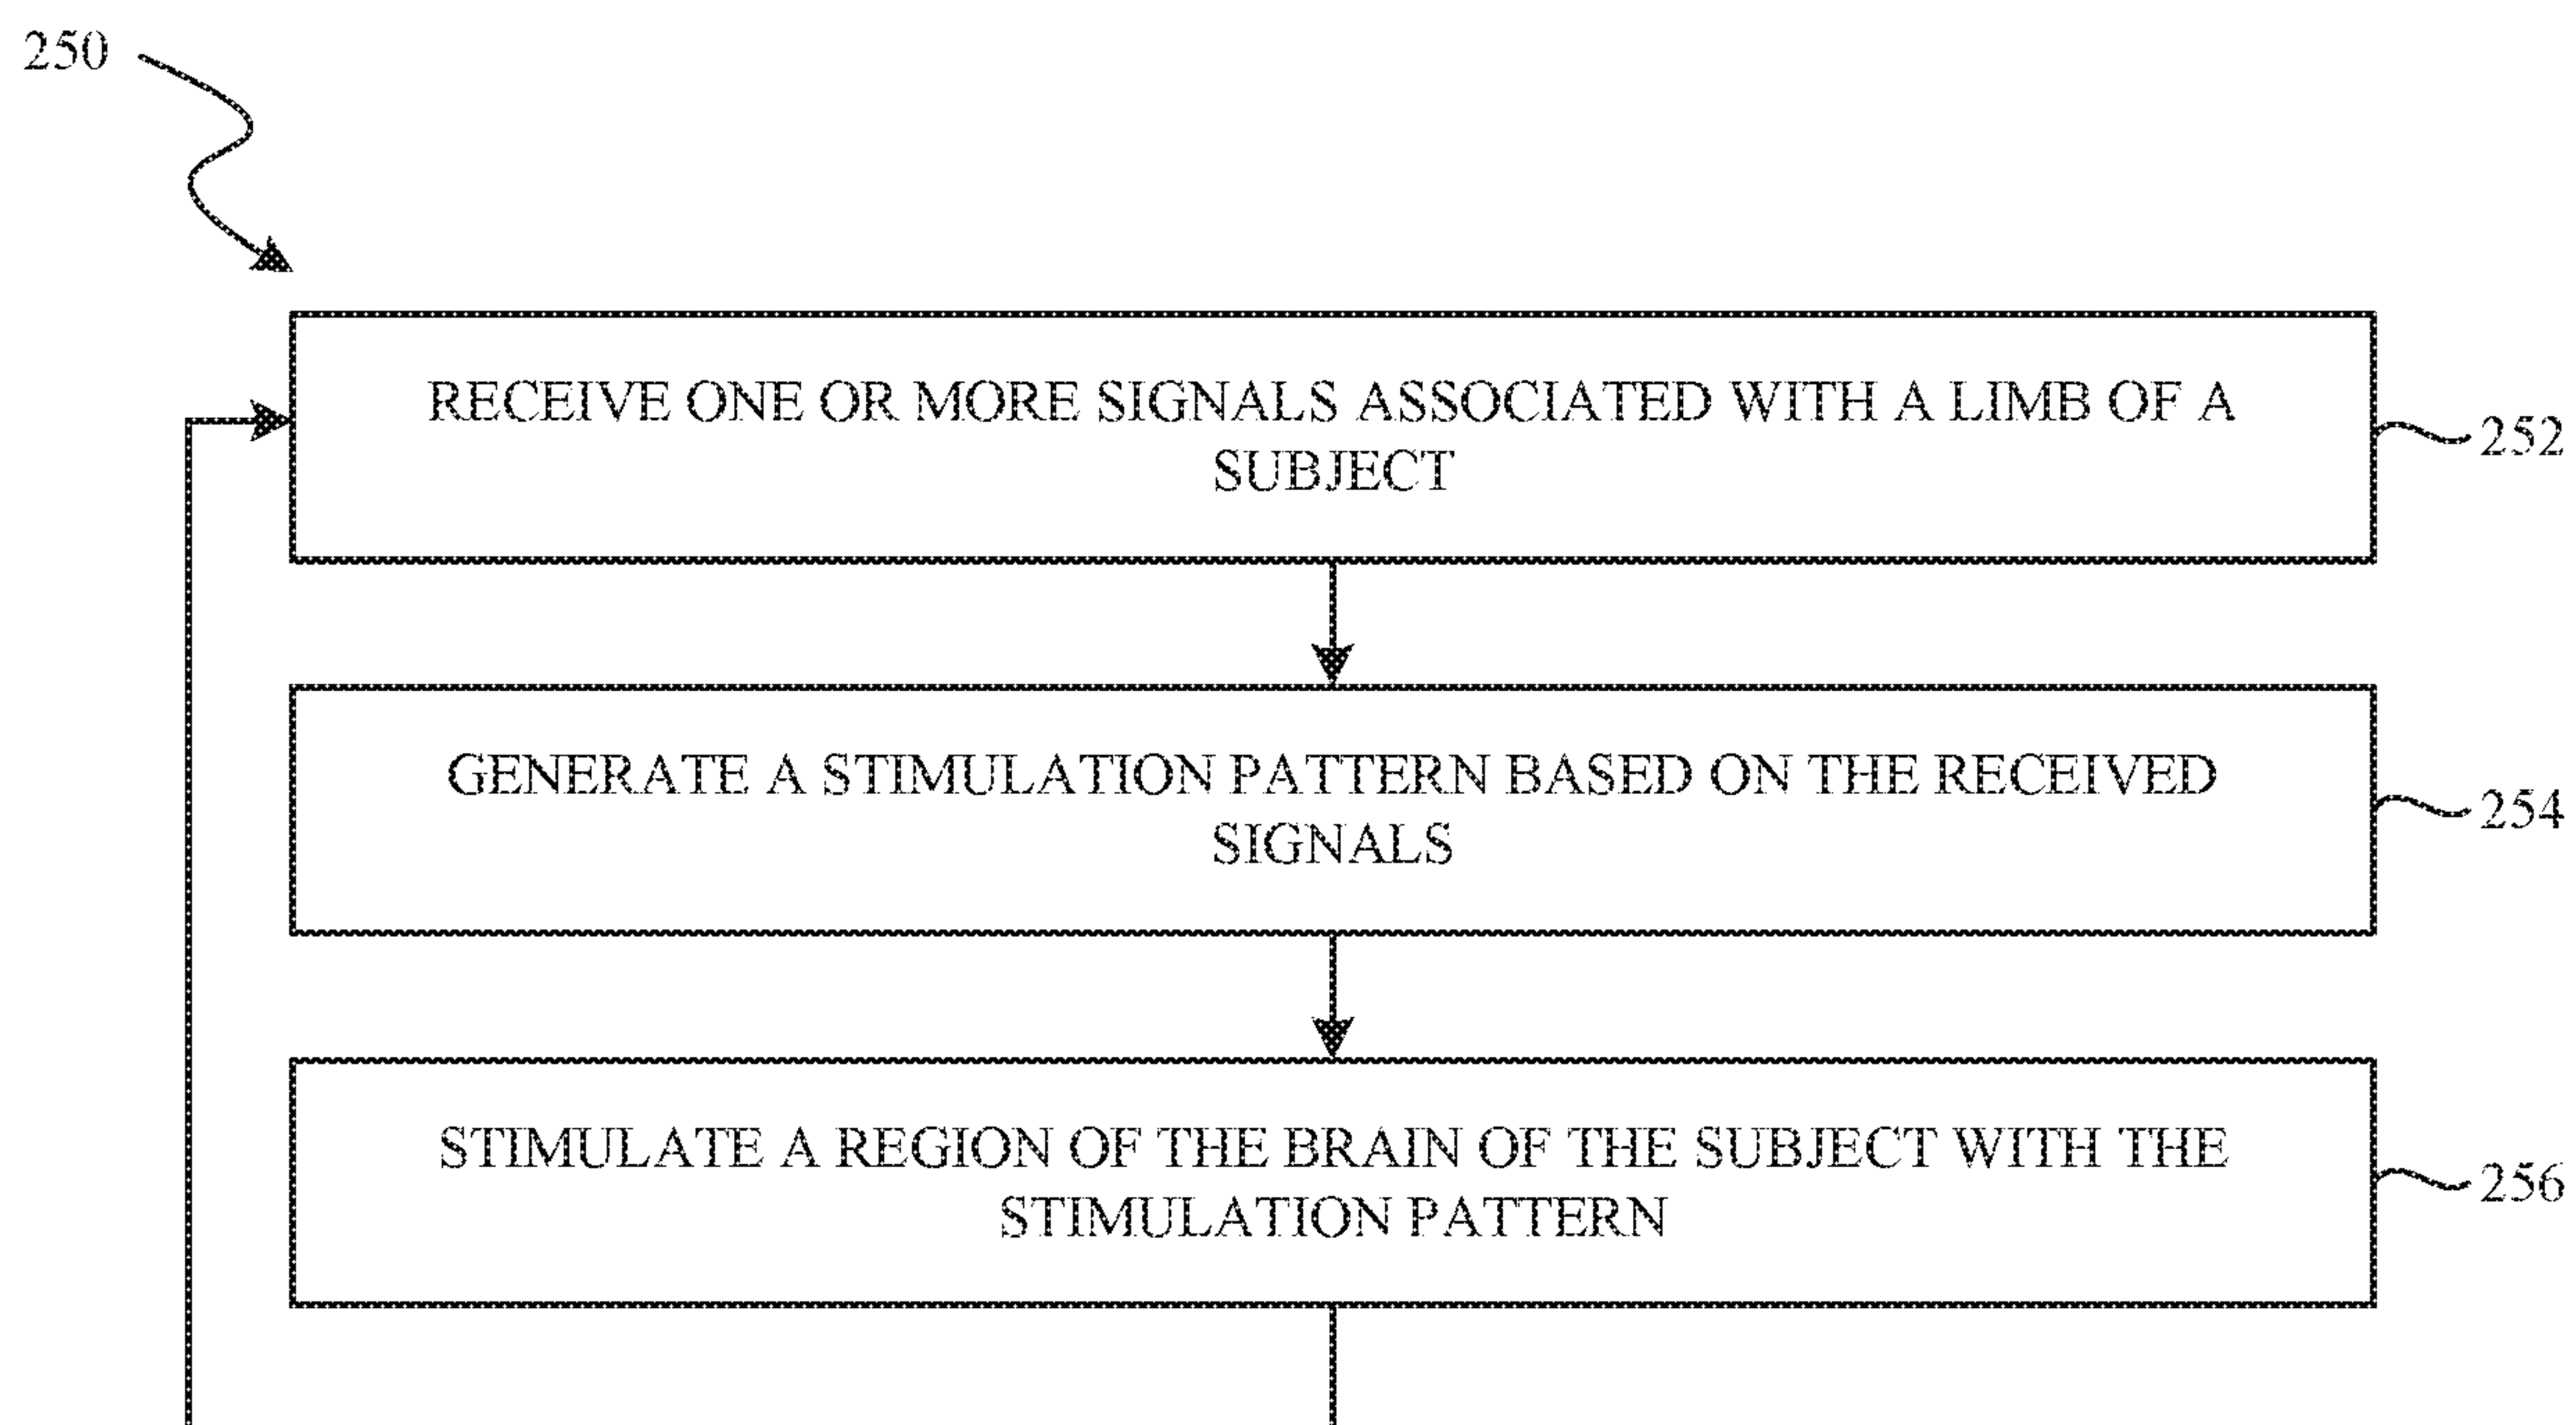 250
RECEIVE ONE OR MORE SIGNALS ASSOCIATED WITH A LIMB OF A
SUBJECT
252
GENERATE A STIMULATION PATTERN BASED ON THE RECEIVED
SIGNALS
254
STIMULATE A REGION OF THE BRAIN OF THE SUBJECT WITH THE
STIMULATION PATTERN
256